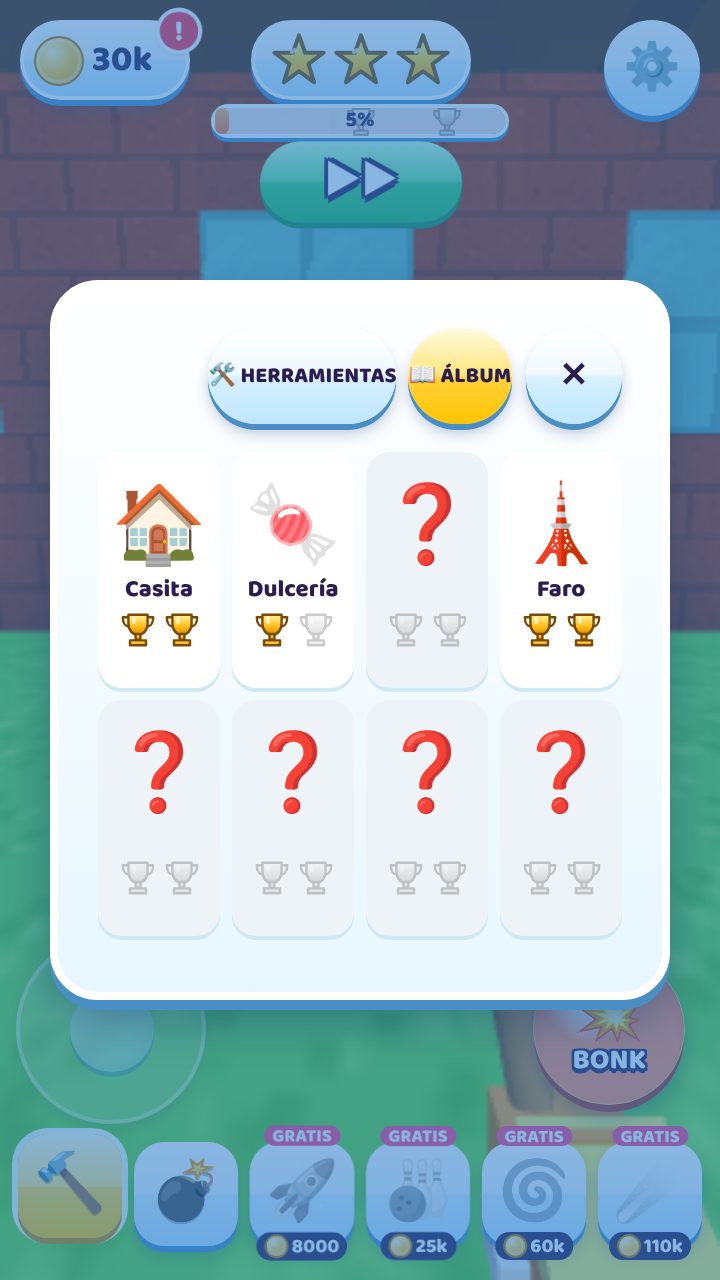 30k
!
5%
HERRAMIENTAS
ÁLBUM
Casita
Dulcería
Faro
BONK
GRATIS
GRATIS
GRATIS
GRATIS
8000
25k
60k
110k